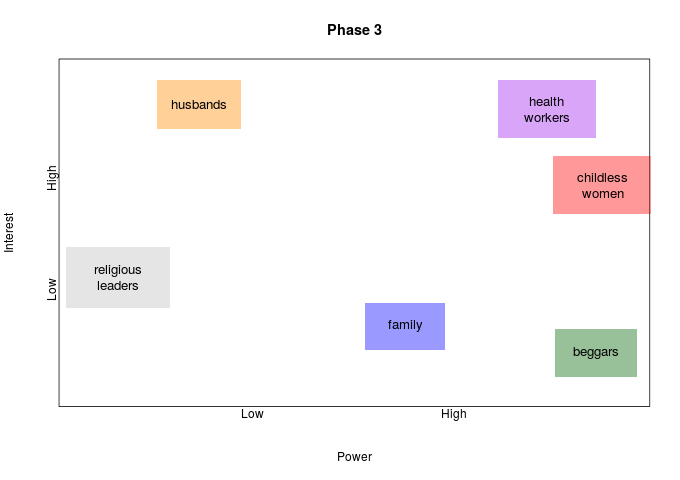 Phase 3
husbands
health
workers
childless
women
High
Interest
religious
leaders
Low
family
beggars
Low
High
Power